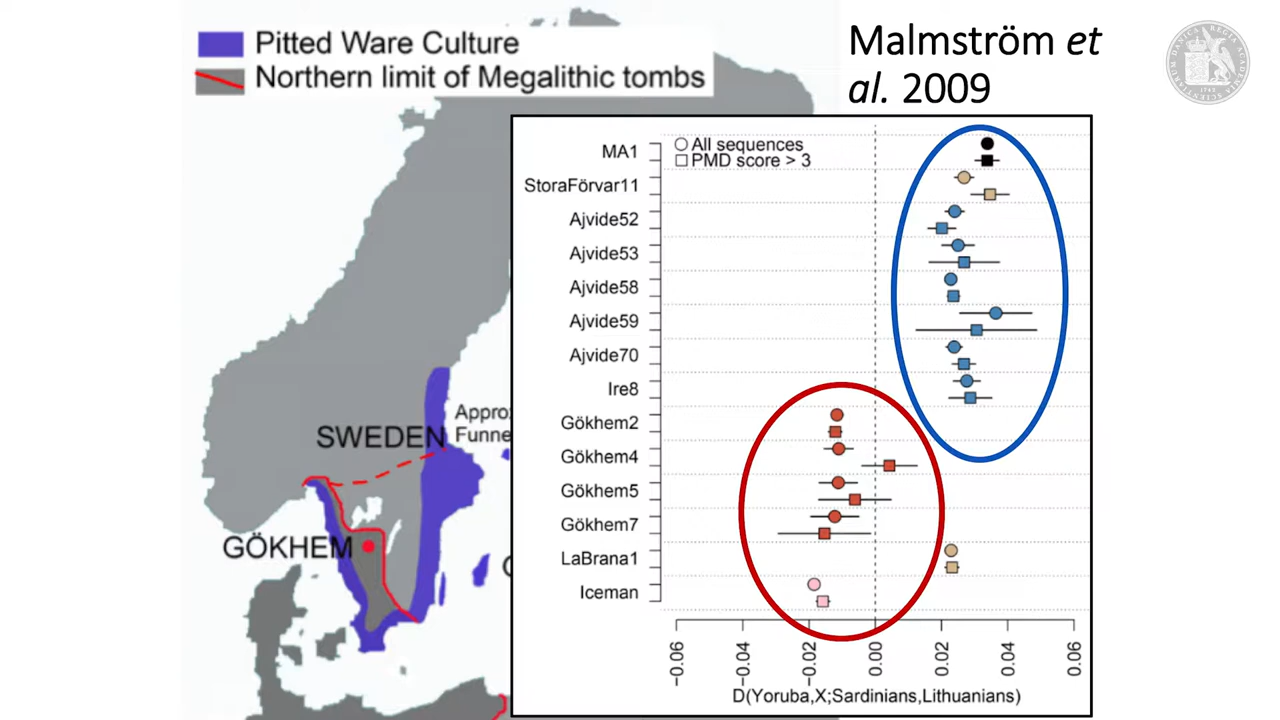 Pitted Ware Culture
Northern limit of Megalithic tombs
Malmström et
al. 2009
SWEDEN
Appro
Funne
GÖKHEM
All sequences
PMD score > 3
MA1
StoraFörvar11
Ajvide52
Ajvide53
Ajvide58
Ajvide59
Ajvide70
Ire8
Gökhem2
Gökhem4
Gökhem5
Gökhem7
LaBrana1
Iceman
−0.06
−0.04
−0.02
0.00
0.02
0.04
0.06
D(Yoruba,X;Sardinians,Lithuanians)